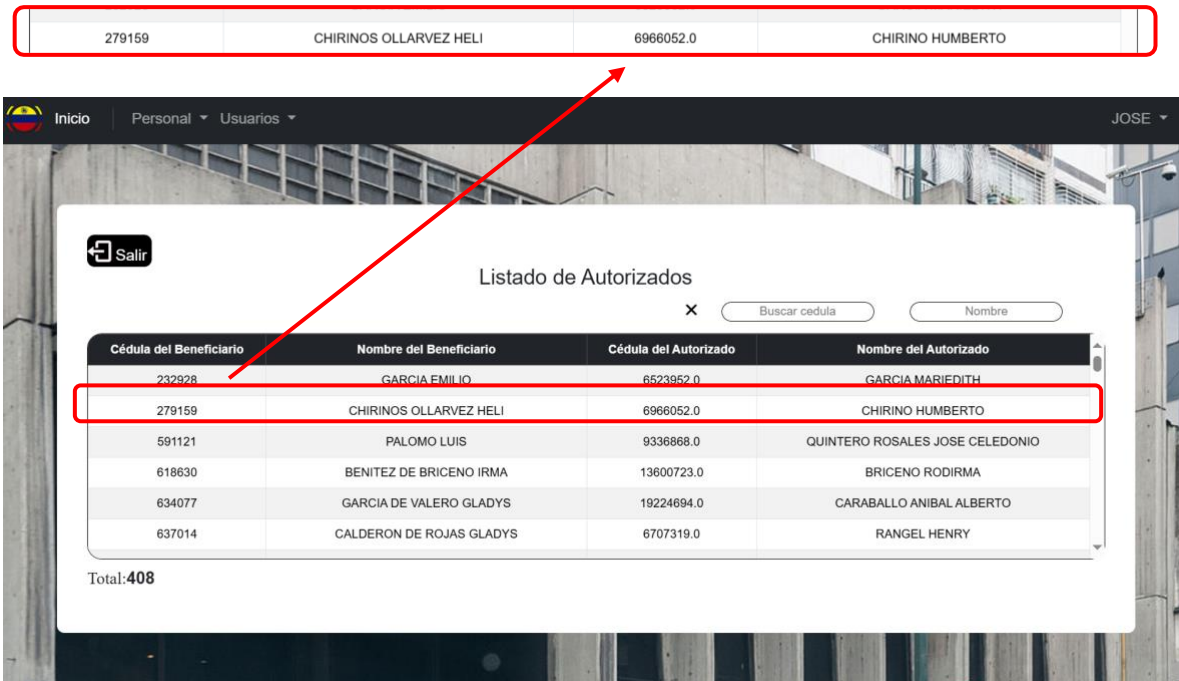 279159 CHIRINOS OLLARVEZ HELI 6966052.0 CHIRINO HUMBERTO
Inicio Personal Usuarios JOSE
Salir
Listado de Autorizados
× Buscar cedula Nombre
Cédula del Beneficiario Nombre del Beneficiario Cédula del Autorizado Nombre del Autorizado
232928 GARCIA EMILIO 6523952.0 GARCIA MARIEDITH
279159 CHIRINOS OLLARVEZ HELI 6966052.0 CHIRINO HUMBERTO
591121 PALOMO LUIS 9336868.0 QUINTERO ROSALES JOSE CELEDONIO
618630 BENITEZ DE BRICENO IRMA 13600723.0 BRICENO RODIRMA
634077 GARCIA DE VALERO GLADYS 19224694.0 CARABALLO ANIBAL ALBERTO
637014 CALDERON DE ROJAS GLADYS 6707319.0 RANGEL HENRY
Total:408